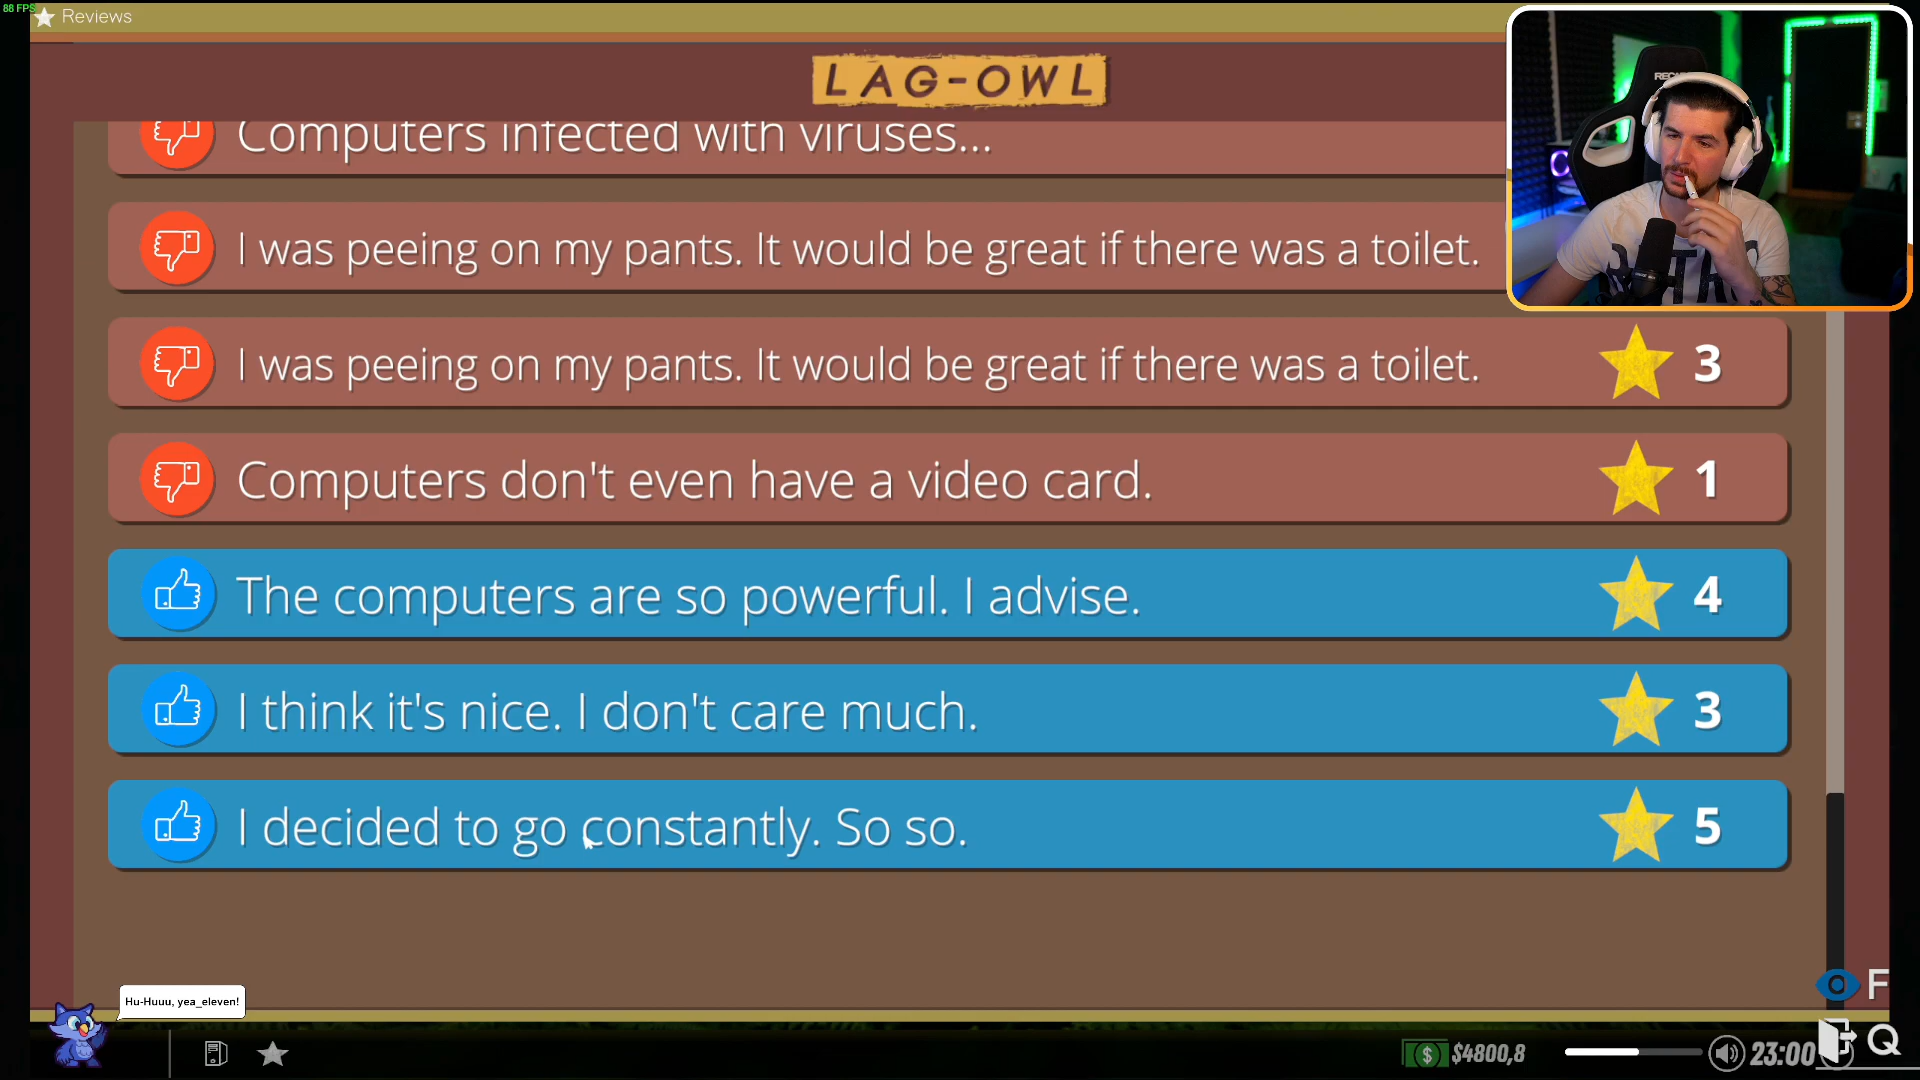 88 FPS
Reviews
LAG-OWL
Computers infected with viruses...
I was peeing on my pants. It would be great if there was a toilet.
I was peeing on my pants. It would be great if there was a toilet.
3
Computers don't even have a video card.
1
The computers are so powerful. I advise.
4
I think it's nice. I don't care much.
3
I decided to go constantly. So so.
5
F
Hu-Huuu, yea_eleven!
$4800,8
23:00
Q